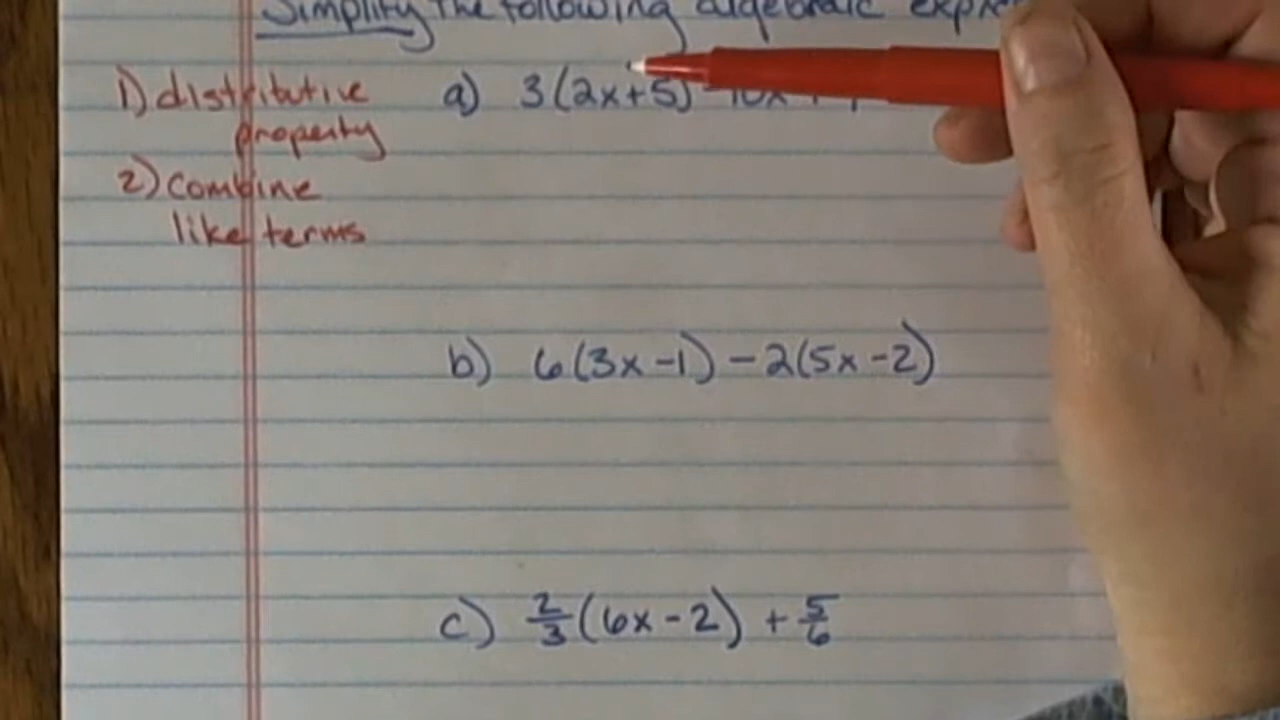 Simplify the following algebraic
1) distributive property
a) 3(2x+5)
2) combine like terms
b) 6(3x-1) - 2(5x-2)
c) 2/3(6x-2) + 5/6